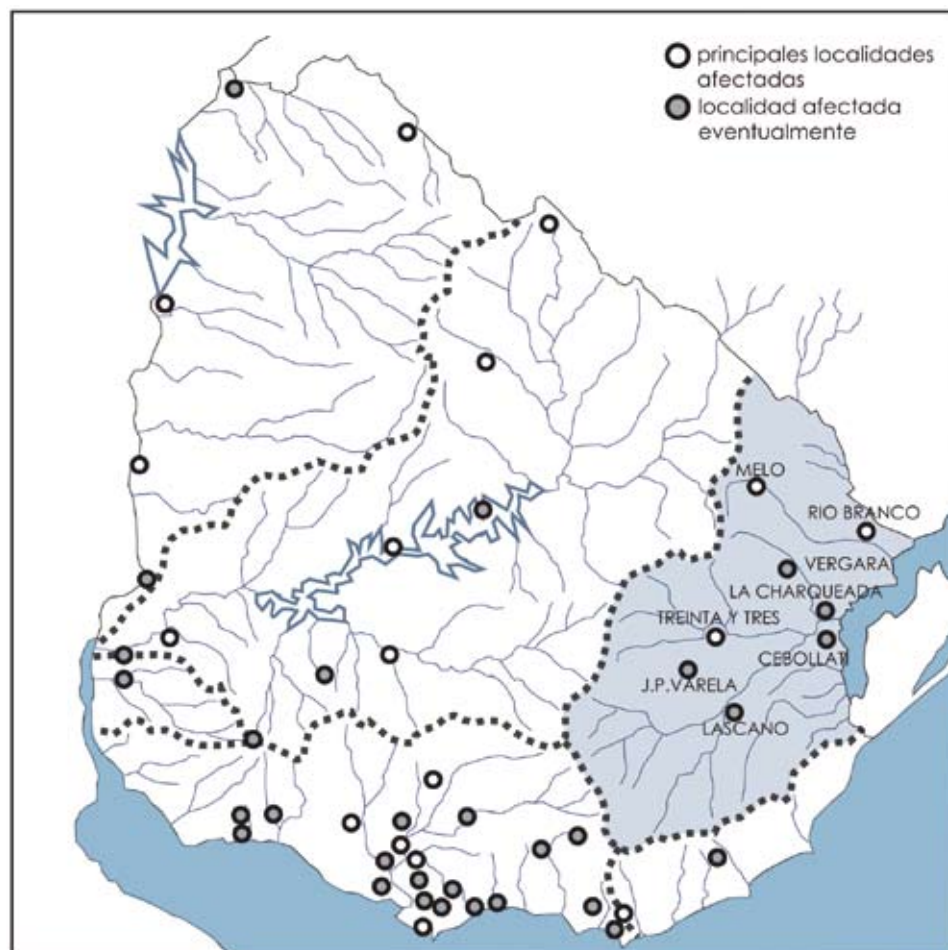 principales localidades
afectadas
localidad afectada
eventualmente
MELO
RIO BRANCO
VERGARA
LA CHARQUEADA
TREINTA Y TRES
CEBOLLATI
J.P.VARELA
LASCANO